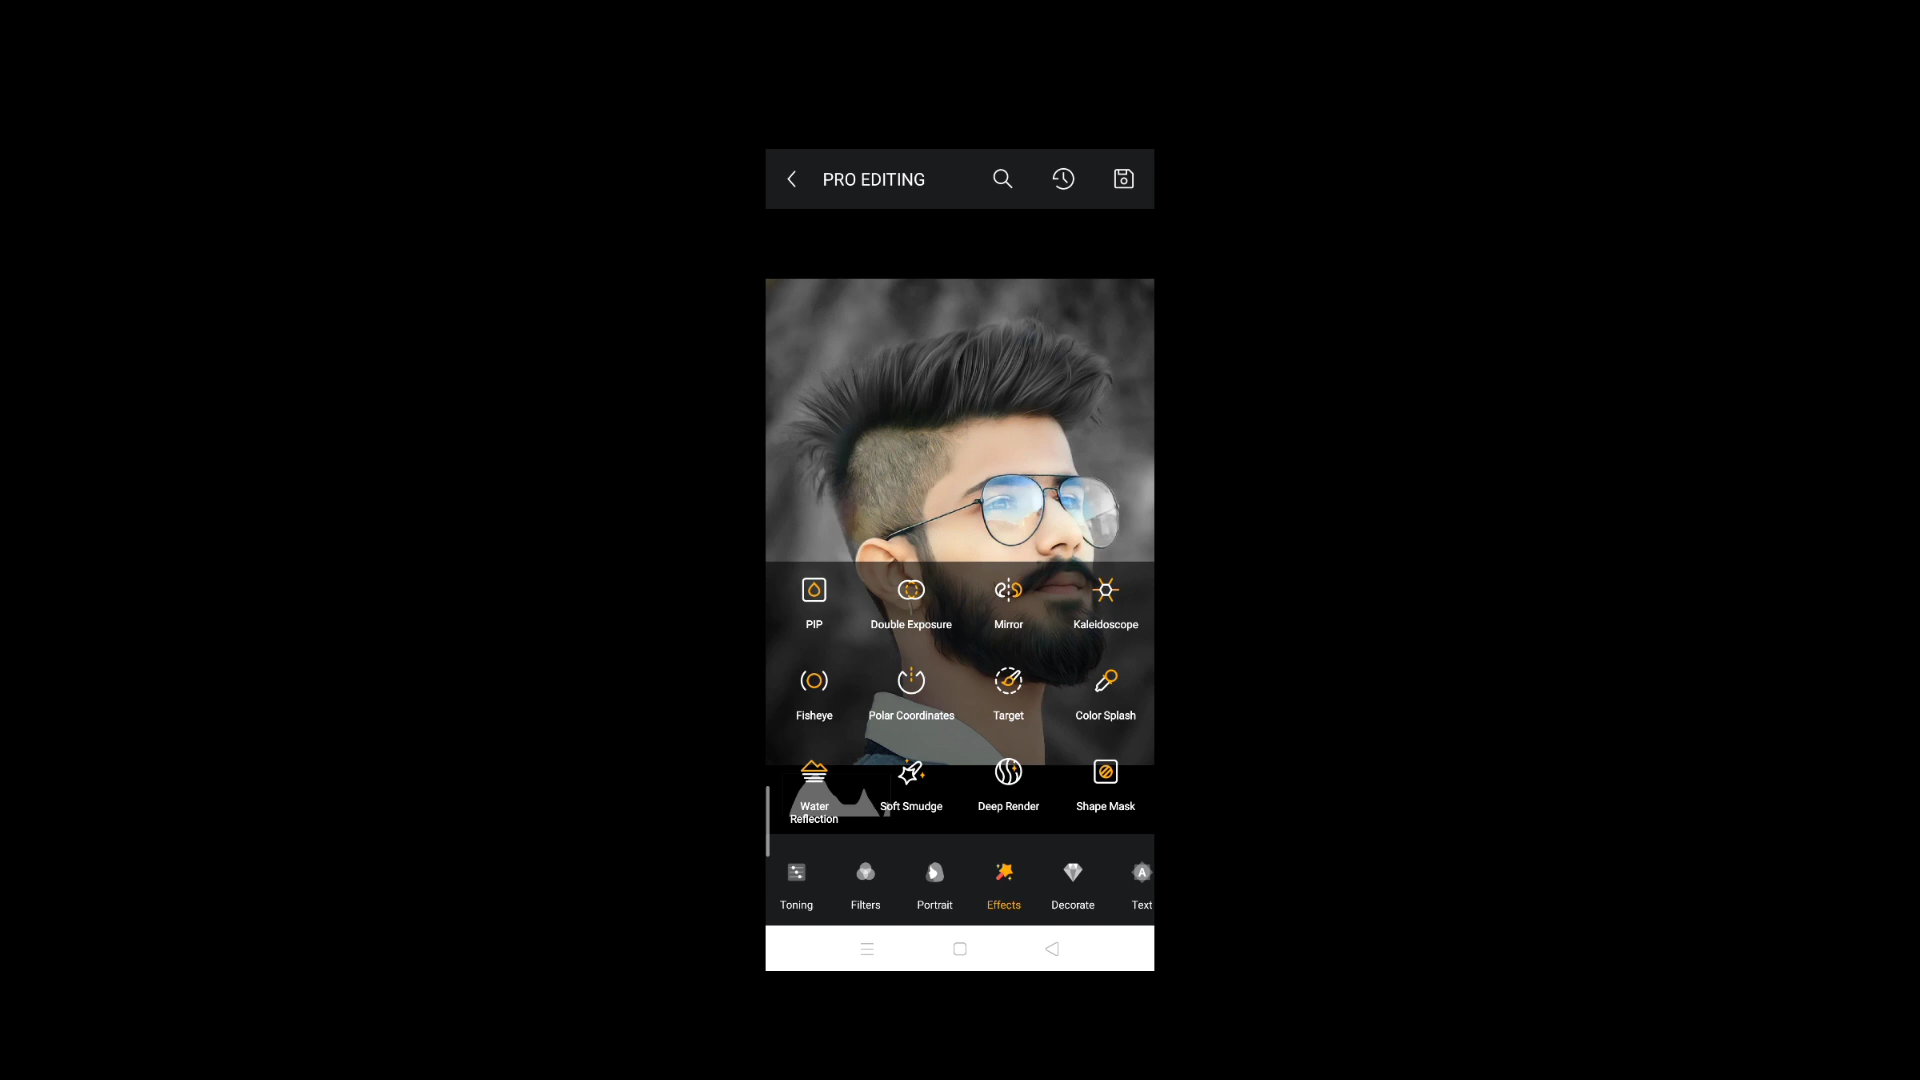 PRO EDITING
PIP
Double Exposure
Mirror
Kaleidoscope
Fisheye
Polar Coordinates
Target
Color Splash
Water
Reflection
Soft Smudge
Deep Render
Shape Mask
Toning
Filters
Portrait
Effects
Decorate
A
Text